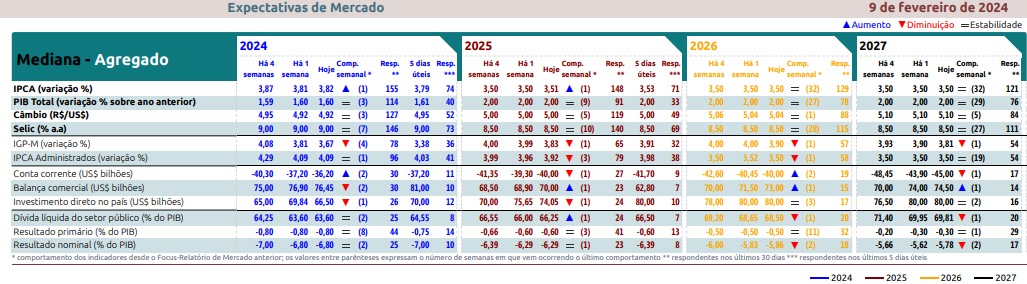 Expectativas de Mercado 9 de fevereiro de 2024
▲Aumento ▼Diminuição =Estabilidade
Mediana - Agregado
2024 2025 2026 2027
Há 4 semanas Há 1 semana Hoje Comp. semanal * Resp. ** 5 dias úteis Resp. *** Há 4 semanas Há 1 semana Hoje Comp. semanal * Resp. ** 5 dias úteis Resp. *** Há 4 semanas Há 1 semana Hoje Comp. semanal * Resp. ** Há 4 semanas Há 1 semana Hoje Comp. semanal * Resp. **
IPCA (variação %) 3,87 3,81 3,82 ▲ (1) 155 3,79 74 3,50 3,50 3,51 ▲ (1) 148 3,53 71 3,50 3,50 3,50 = (32) 129 3,50 3,50 3,50 = (32) 121
PIB Total (variação % sobre ano anterior) 1,59 1,60 1,60 = (3) 114 1,61 40 2,00 2,00 2,00 = (9) 91 2,00 33 2,00 2,00 2,00 = (27) 78 2,00 2,00 2,00 = (29) 76
Câmbio (R$/US$) 4,95 4,92 4,92 = (3) 127 4,95 52 5,00 5,00 5,00 = (5) 119 5,00 49 5,06 5,04 5,04 = (1) 88 5,10 5,10 5,10 = (5) 84
Selic (% a.a) 9,00 9,00 9,00 = (7) 146 9,00 73 8,50 8,50 8,50 = (10) 140 8,50 69 8,50 8,50 8,50 = (28) 115 8,50 8,50 8,50 = (27) 111
IGP-M (variação %) 4,08 3,81 3,67 ▼ (4) 78 3,38 36 4,00 3,99 3,83 ▼ (1) 65 3,91 32 4,00 4,00 3,90 ▼ (1) 57 3,93 3,90 3,81 ▼ (1) 54
IPCA Administrados (variação %) 4,29 4,09 4,09 = (1) 96 4,03 41 3,99 3,96 3,92 ▼ (3) 79 3,98 38 3,50 3,52 3,50 ▼ (1) 58 3,50 3,50 3,50 = (19) 54
Conta corrente (US$ bilhões) -40,30 -37,20 -36,20 ▲ (2) 30 -37,20 11 -41,35 -39,30 -40,00 ▼ (1) 27 -41,70 9 -42,60 -40,45 -40,00 ▲ (2) 19 -48,45 -43,90 -45,00 ▼ (1) 17
Balança comercial (US$ bilhões) 75,00 76,90 76,45 ▼ (2) 30 81,00 10 68,50 68,90 70,00 ▲ (1) 23 62,80 7 70,00 71,50 73,00 ▲ (1) 15 70,00 74,00 74,50 ▲ (1) 14
Investimento direto no país (US$ bilhões) 65,00 69,84 66,50 ▼ (1) 26 70,00 12 70,00 75,65 74,05 ▼ (1) 24 80,00 10 78,00 80,00 80,00 = (3) 17 76,50 80,00 80,00 = (2) 16
Dívida líquida do setor público (% do PIB) 64,25 63,60 63,60 = (2) 25 64,55 8 66,55 66,00 66,25 ▲ (1) 24 66,50 7 69,20 68,65 68,50 ▼ (1) 20 71,40 69,95 69,81 ▼ (1) 20
Resultado primário (% do PIB) -0,80 -0,80 -0,80 = (8) 44 -0,75 14 -0,66 -0,60 -0,60 = (3) 41 -0,60 13 -0,50 -0,50 -0,50 = (11) 32 -0,20 -0,30 -0,30 = (1) 29
Resultado nominal (% do PIB) -7,00 -6,80 -6,80 = (2) 25 -7,00 10 -6,39 -6,29 -6,29 = (1) 23 -6,39 8 -6,00 -5,83 -5,86 ▼ (2) 18 -5,66 -5,62 -5,78 ▼ (2) 17
* comportamento dos indicadores desde o Focus-Relatório de Mercado anterior; os valores entre parênteses expressam o número de semanas em que vem ocorrendo o último comportamento ** respondentes nos últimos 30 dias *** respondentes nos últimos 5 dias úteis
2024 2025 2026 2027